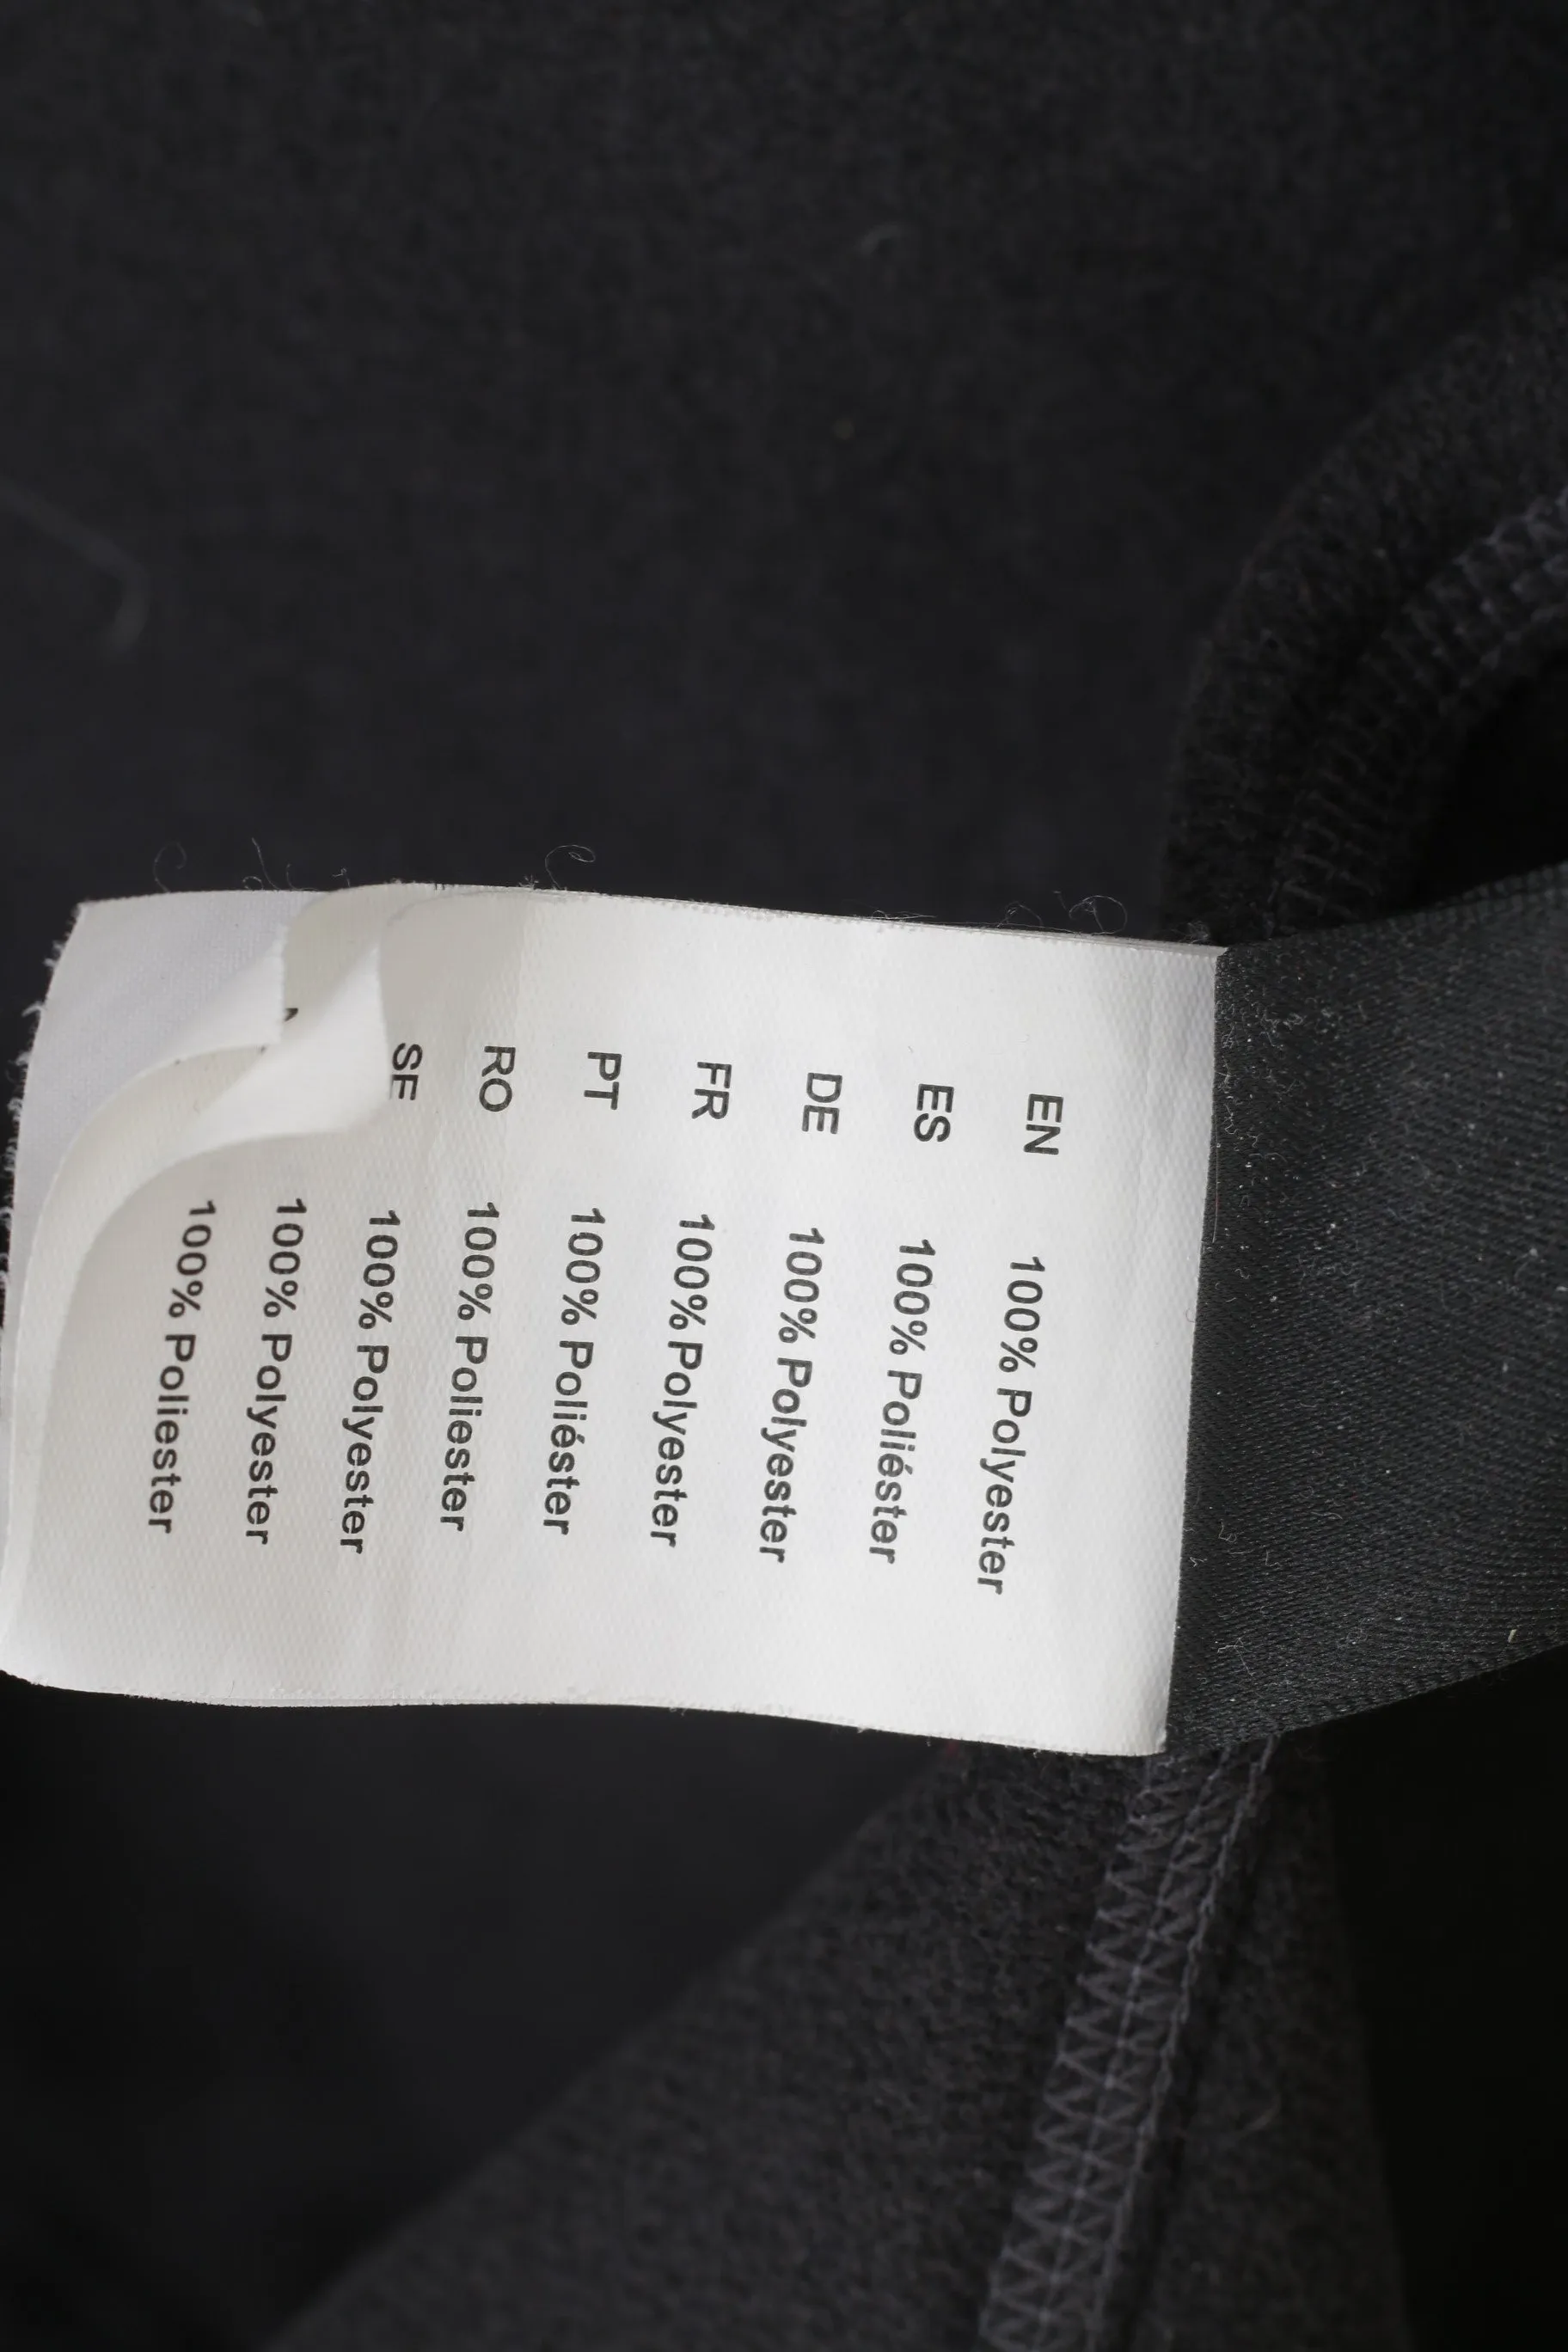 EN 100% Polyester
ES 100% Poliéster
DE 100% Polyester
FR 100% Polyester
PT 100% Poliéster
RO 100% Poliester
SE 100% Polyester
100% Polyester
100% Poliester